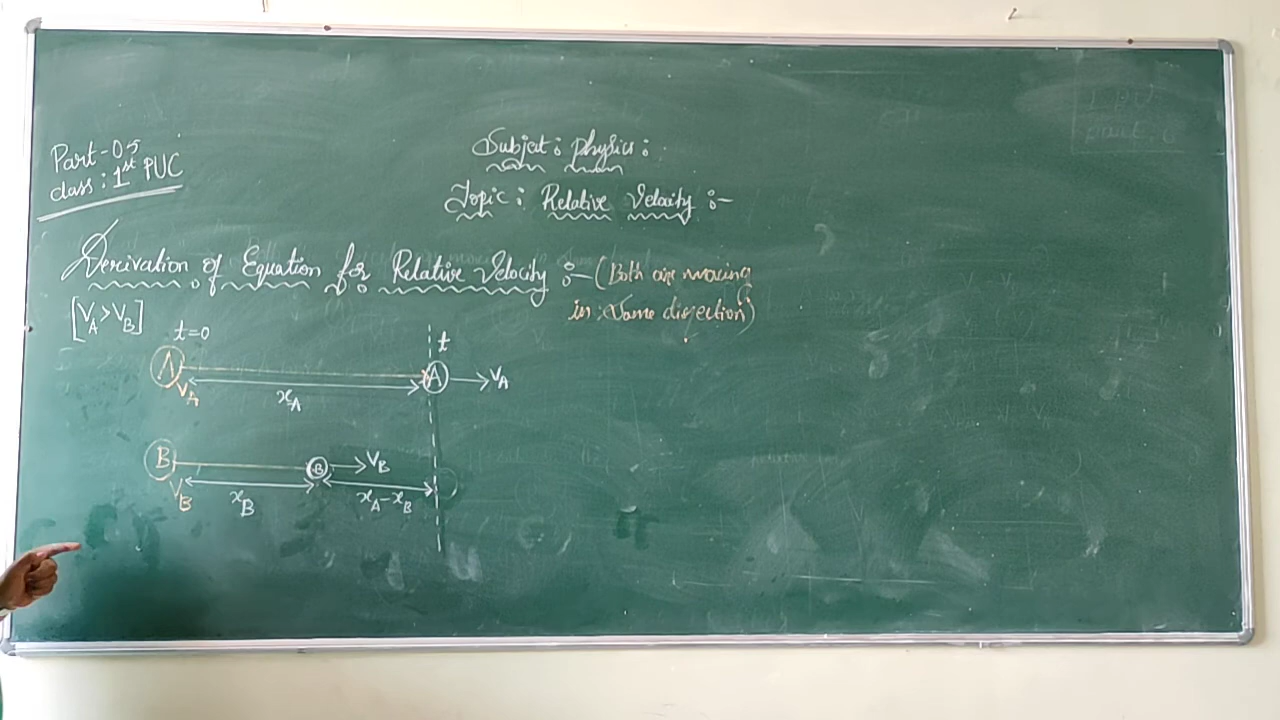 Part-05
class: 1st PUC
Subject: Physics:
Topic: Relative Velocity :-
Derivation of Equation for Relative Velocity :- (Both are moving
in: Same direction)
[V_A > V_B]
t=0
t
A
A
V_A
V_A
x_A
B
B
V_B
V_B
x_B
x_A - x_B